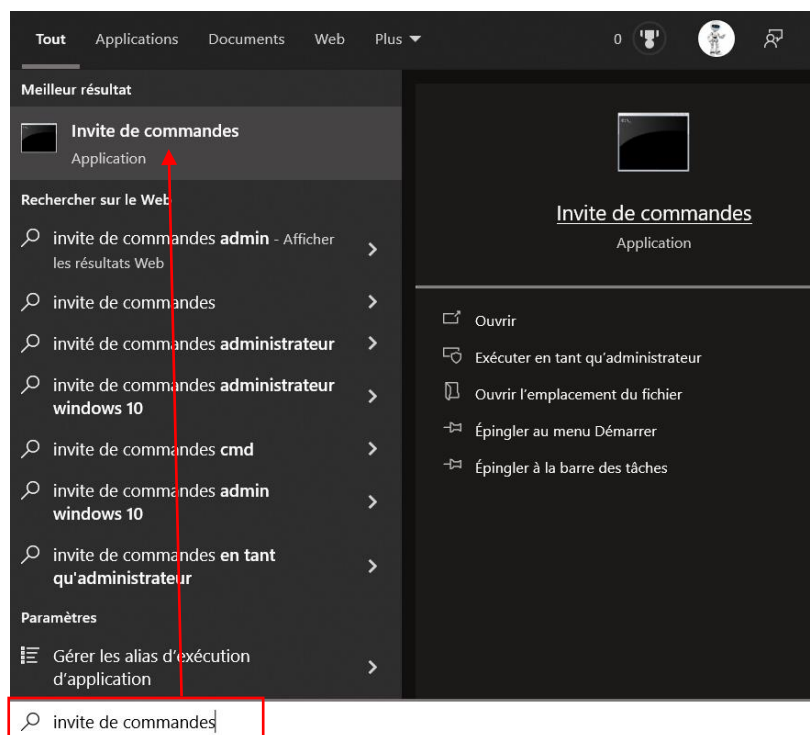 Tout Applications Documents Web Plus 0
Meilleur résultat
Invite de commandes
Application
Rechercher sur le Web
invite de commandes admin - Afficher
les résultats Web
invite de commandes
invité de commandes administrateur
invite de commandes administrateur
windows 10
invite de commandes cmd
invite de commandes admin
windows 10
invite de commandes en tant
qu'administrateur
Paramètres
Gérer les alias d'exécution
d'application
invite de commandes
Invite de commandes
Application
Ouvrir
Exécuter en tant qu'administrateur
Ouvrir l'emplacement du fichier
Épingler au menu Démarrer
Épingler à la barre des tâches